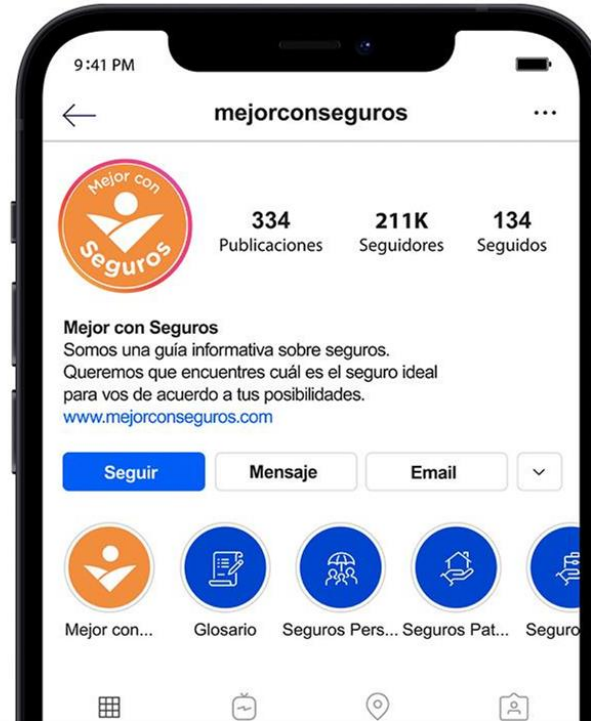 9:41 PM
mejorconseguros
Mejor con
Seguros
334
211K
134
Publicaciones
Seguidores
Seguidos
Mejor con Seguros
Somos una guía informativa sobre seguros.
Queremos que encuentres cuál es el seguro ideal
para vos de acuerdo a tus posibilidades.
www.mejorconseguros.com
Seguir
Mensaje
Email
Mejor con...
Glosario
Seguros Pers...
Seguros Pat...
Seguro